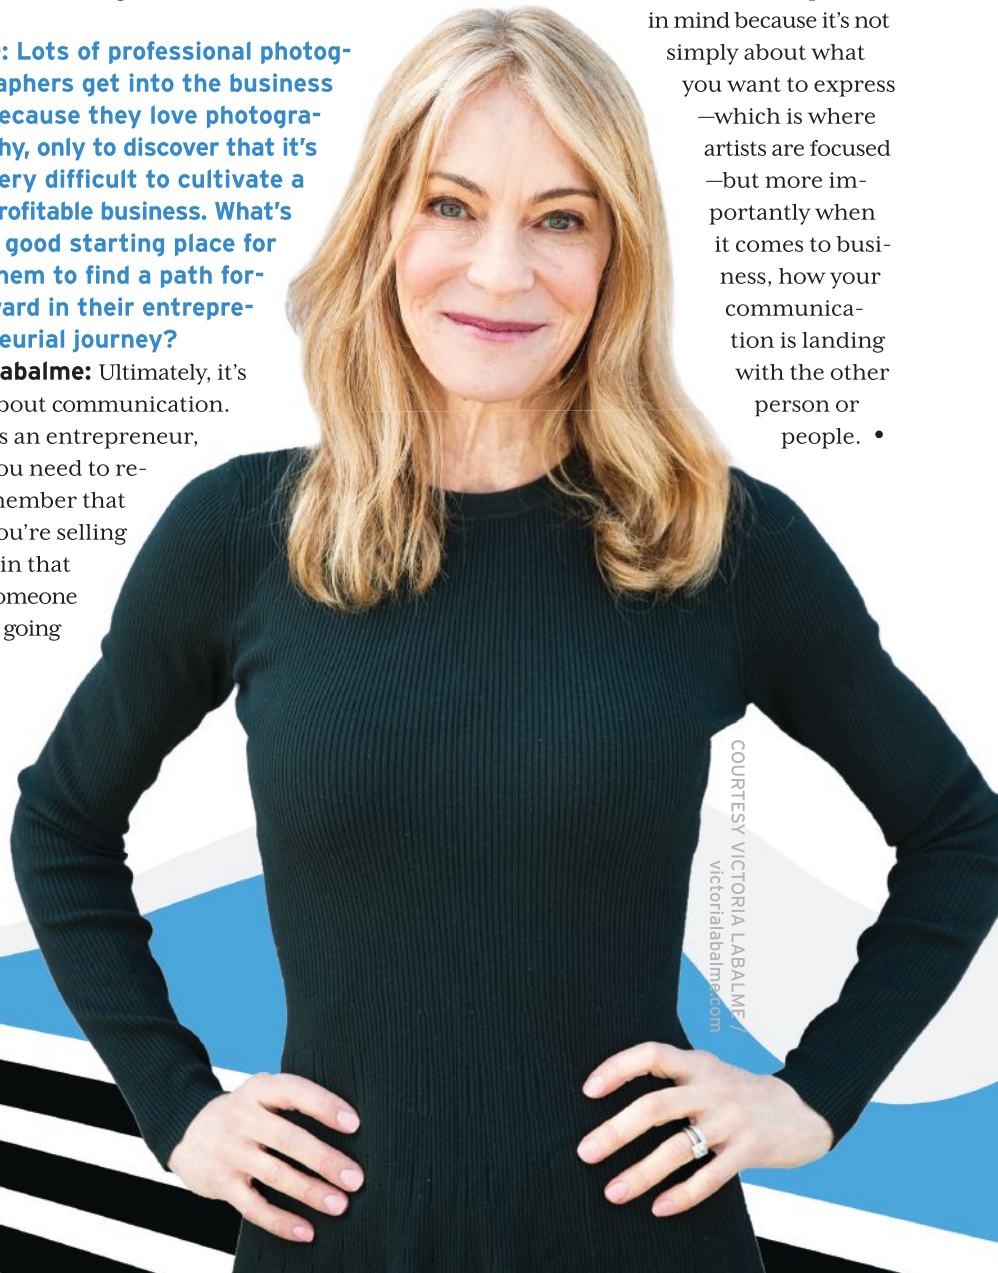 : Lots of professional photog-
aphers get into the business
ecause they love photogra-
hy, only to discover that it's
ery difficult to cultivate a
rofitable business. What's
good starting place for
hem to find a path for-
ard in their entrepre-
eurial journey?
abalme: Ultimately, it's
bout communication.
s an entrepreneur,
ou need to re-
member that
ou're selling
in that
omeone
going
in mind because it's not
simply about what
you want to express
—which is where
artists are focused
—but more im-
portantly when
it comes to busi-
ness, how your
communica-
tion is landing
with the other
person or
people. •
COURTESY VICTORIA LABALME /
victorialabalme.com